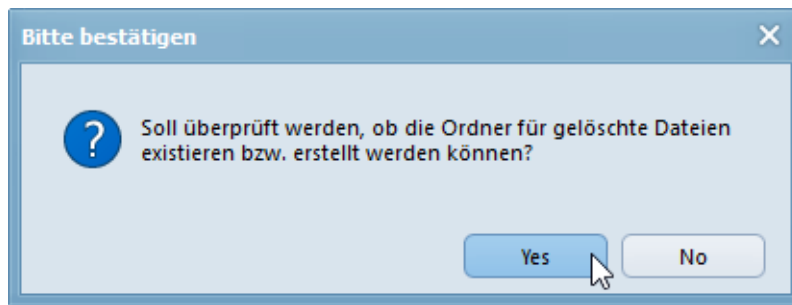 Bitte bestätigen
Soll überprüft werden, ob die Ordner für gelöschte Dateien
existieren bzw. erstellt werden können?
Yes
No